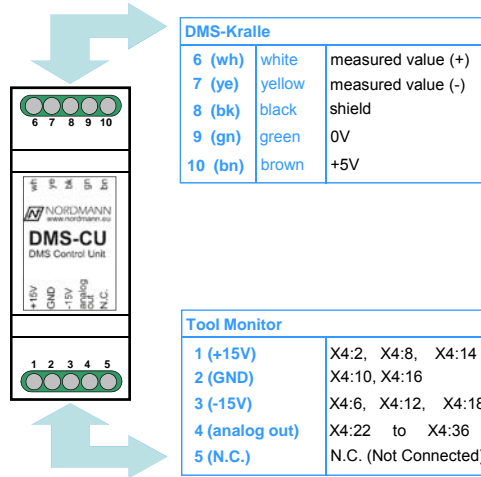 DMS-Kralle
6 (wh) white measured value (+)
7 (ye) yellow measured value (-)
8 (bk) black shield
9 (gn) green 0V
10 (bn) brown +5V
6 7 8 9 10
wh ye bk gn bn
N NORDMANN
www.nordmann.eu
DMS-CU
DMS Control Unit
+15V GND -15V analog out N.C.
1 2 3 4 5
Tool Monitor
1 (+15V) X4:2, X4:8, X4:14
2 (GND) X4:10, X4:16
3 (-15V) X4:6, X4:12, X4:18
4 (analog out) X4:22 to X4:36
5 (N.C.) N.C. (Not Connected)